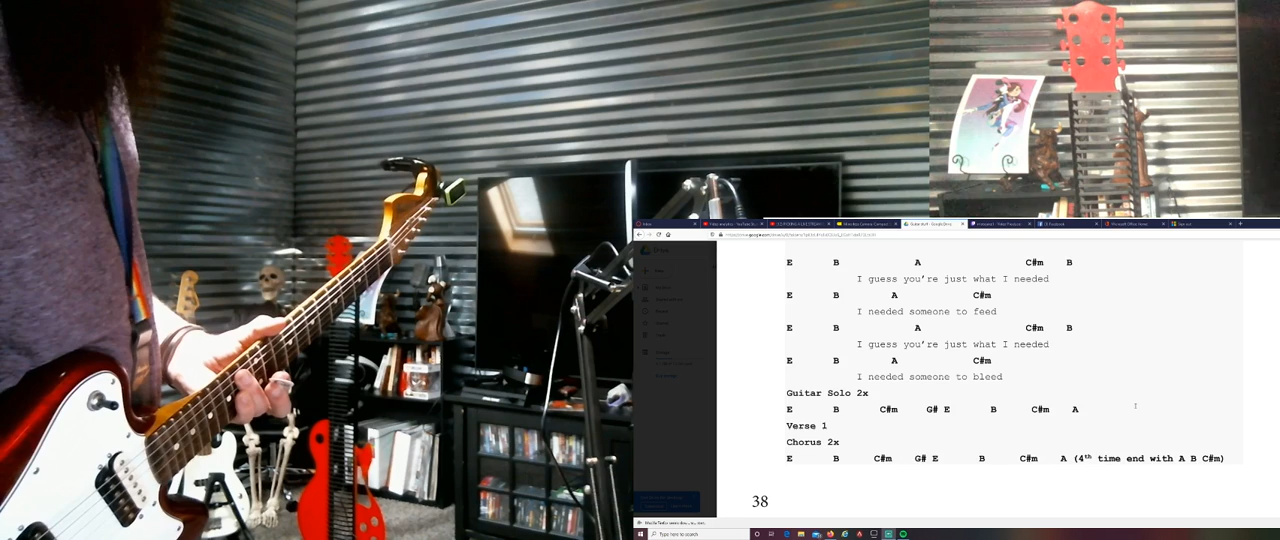 E B A C#m B
I guess you're just what I needed
E B A C#m
I needed someone to feed
E B A C#m B
I guess you're just what I needed
E B A C#m
I needed someone to bleed
Guitar Solo 2x
E B C#m G# E B C#m A
Verse 1
Chorus 2x
E B C#m G# E B C#m A (4th time end with A B C#m)
38
Type here to search